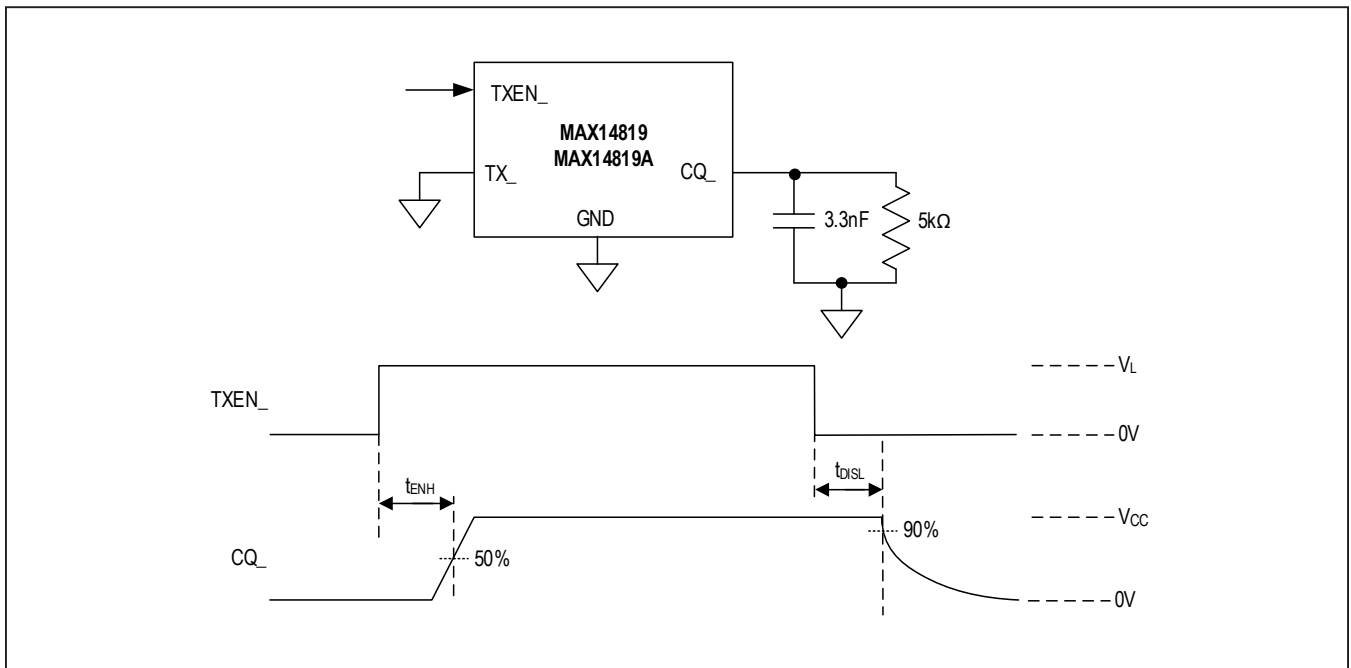 TXEN_
MAX14819
MAX14819A
TX_
CQ_
GND
3.3nF
5kΩ
VL
TXEN_
0V
tENH
tDISL
VCC
90%
CQ_
50%
0V